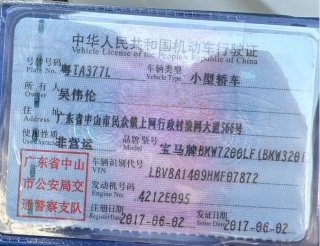 中华人民共和国机动车行驶证
Vehicle License of the People's Republic of China
号牌号码 粤TA377L 车辆类型 小型轿车
Plate No. Vehicle Type
所有人 吴伟伦
Owner
住址 广东省中山市民众镇上网行政村浪网大道566号
Address
使用性质 非营运 宝马牌BMW7200LF(BMW320i
广东省中山 车辆识别代号 LBV8A1409HMF07872
VIN
市公安局交 发动机号码 4212E095
Engine No.
通警察支队 注册日期 2017-06-02 发证日期 2017-06-02
Register Date Issue Date